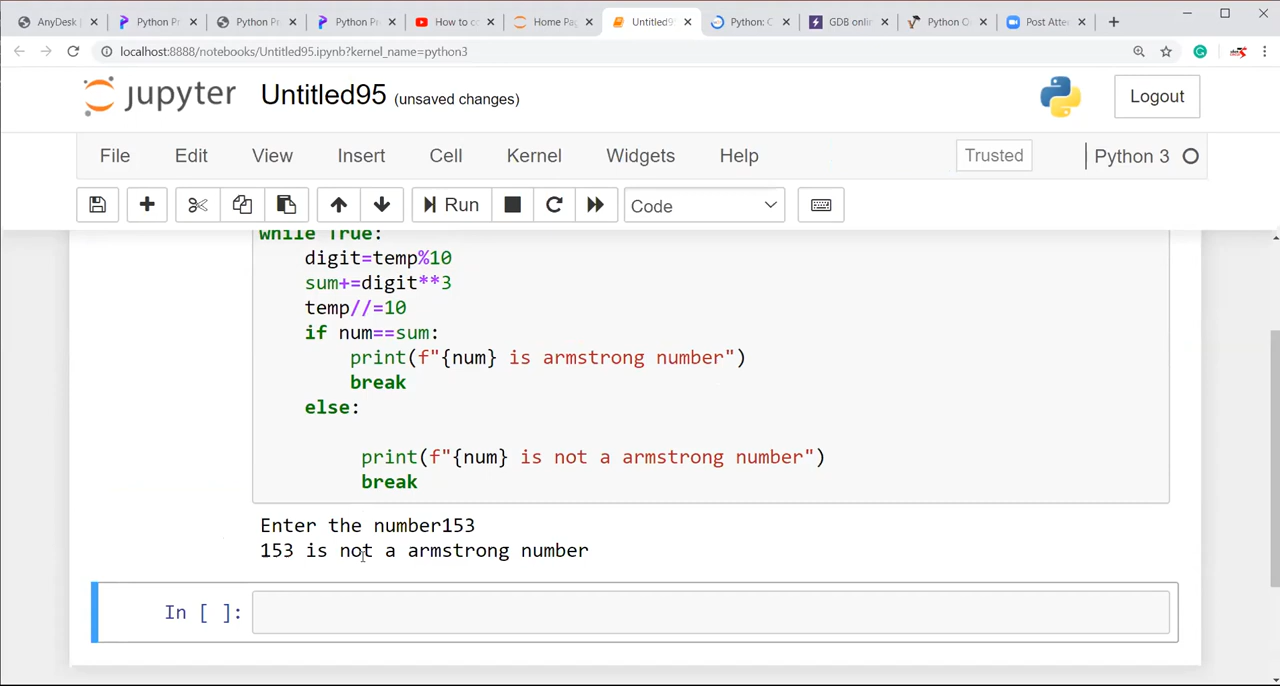 AnyDesk
Python Pr
Python Pr
Python Pr
How to c
Home Pa
Untitled9
Python: C
GDB onli
Python O
Post Atte
localhost:8888/notebooks/Untitled95.ipynb?kernel_name=python3
jupyter Untitled95 (unsaved changes)
Logout
File Edit View Insert Cell Kernel Widgets Help Trusted Python 3
Run Code
while True:
digit=temp%10
sum+=digit**3
temp//=10
if num==sum:
print(f"{num} is armstrong number")
break
else:
print(f"{num} is not a armstrong number")
break
Enter the number153
153 is not a armstrong number
In [ ]: